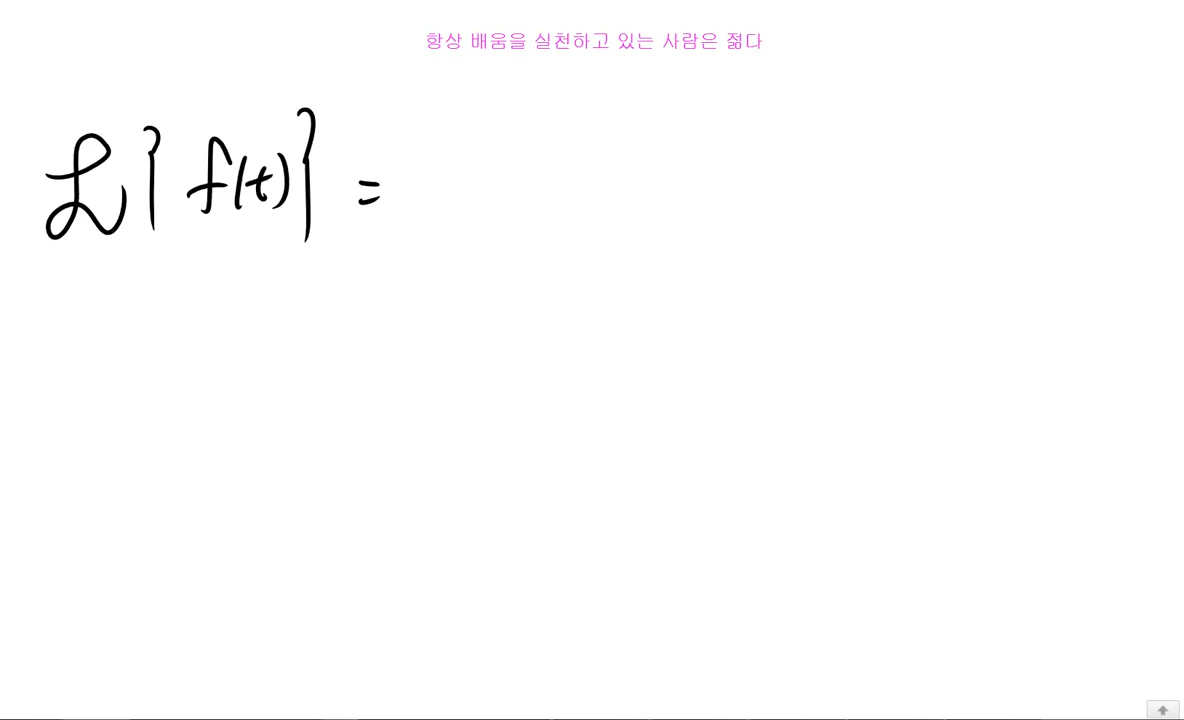 항상 배움을 실천하고 있는 사람은 젊다
ℒ{ f(t)} =